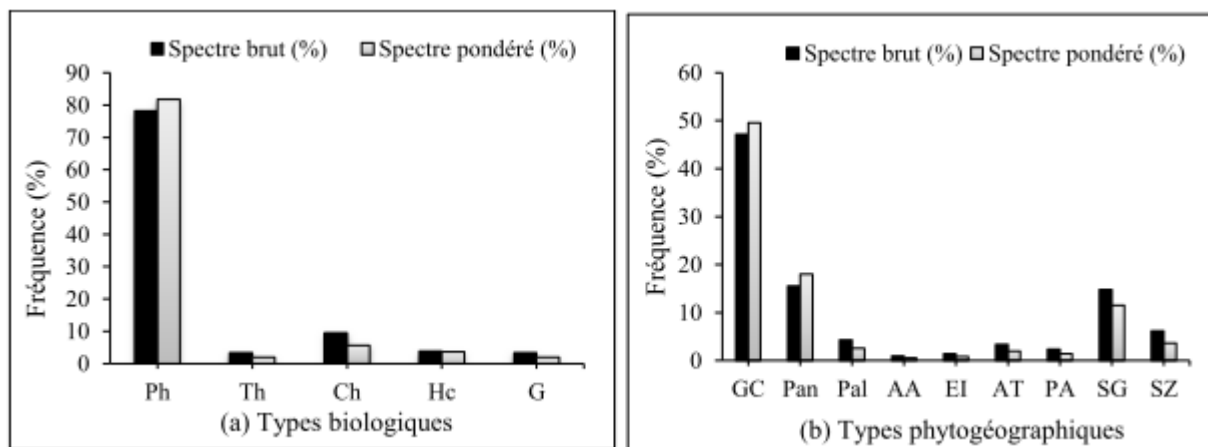 Spectre brut (%) Spectre pondéré (%)
90
80
70
60
50
40
30
20
10
0
Fréquence (%)
Ph Th Ch Hc G
(a) Types biologiques
Spectre brut (%) Spectre pondéré (%)
60
50
40
30
20
10
0
Fréquence (%)
GC Pan Pal AA EI AT PA SG SZ
(b) Types phytogéographiques